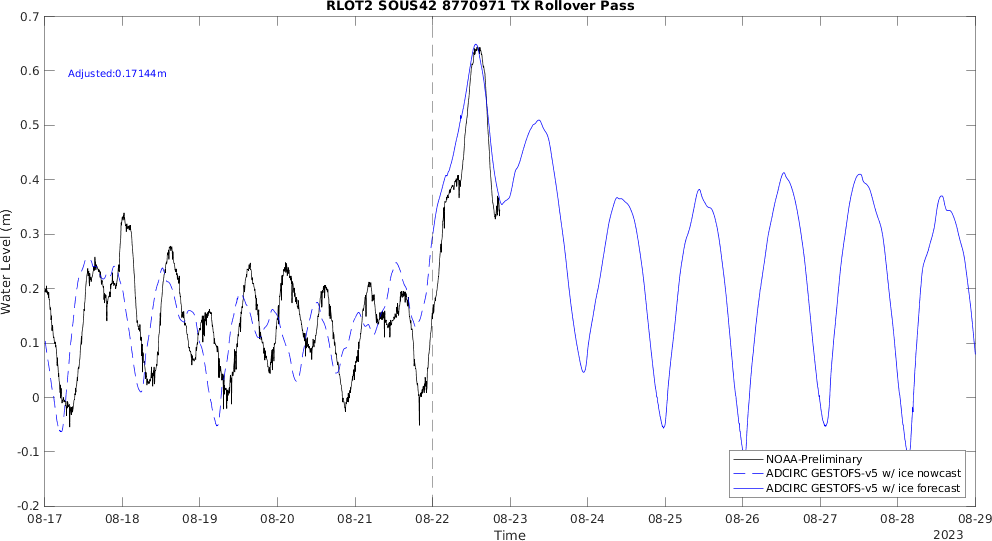 RLOT2 SOUS42 8770971 TX Rollover Pass
Adjusted:0.17144m
Water Level (m)
0.7
0.6
0.5
0.4
0.3
0.2
0.1
0
-0.1
-0.2
NOAA-Preliminary
ADCIRC GESTOFS-v5 w/ ice nowcast
ADCIRC GESTOFS-v5 w/ ice forecast
08-17 08-18 08-19 08-20 08-21 08-22 08-23 08-24 08-25 08-26 08-27 08-28 08-29
Time
2023